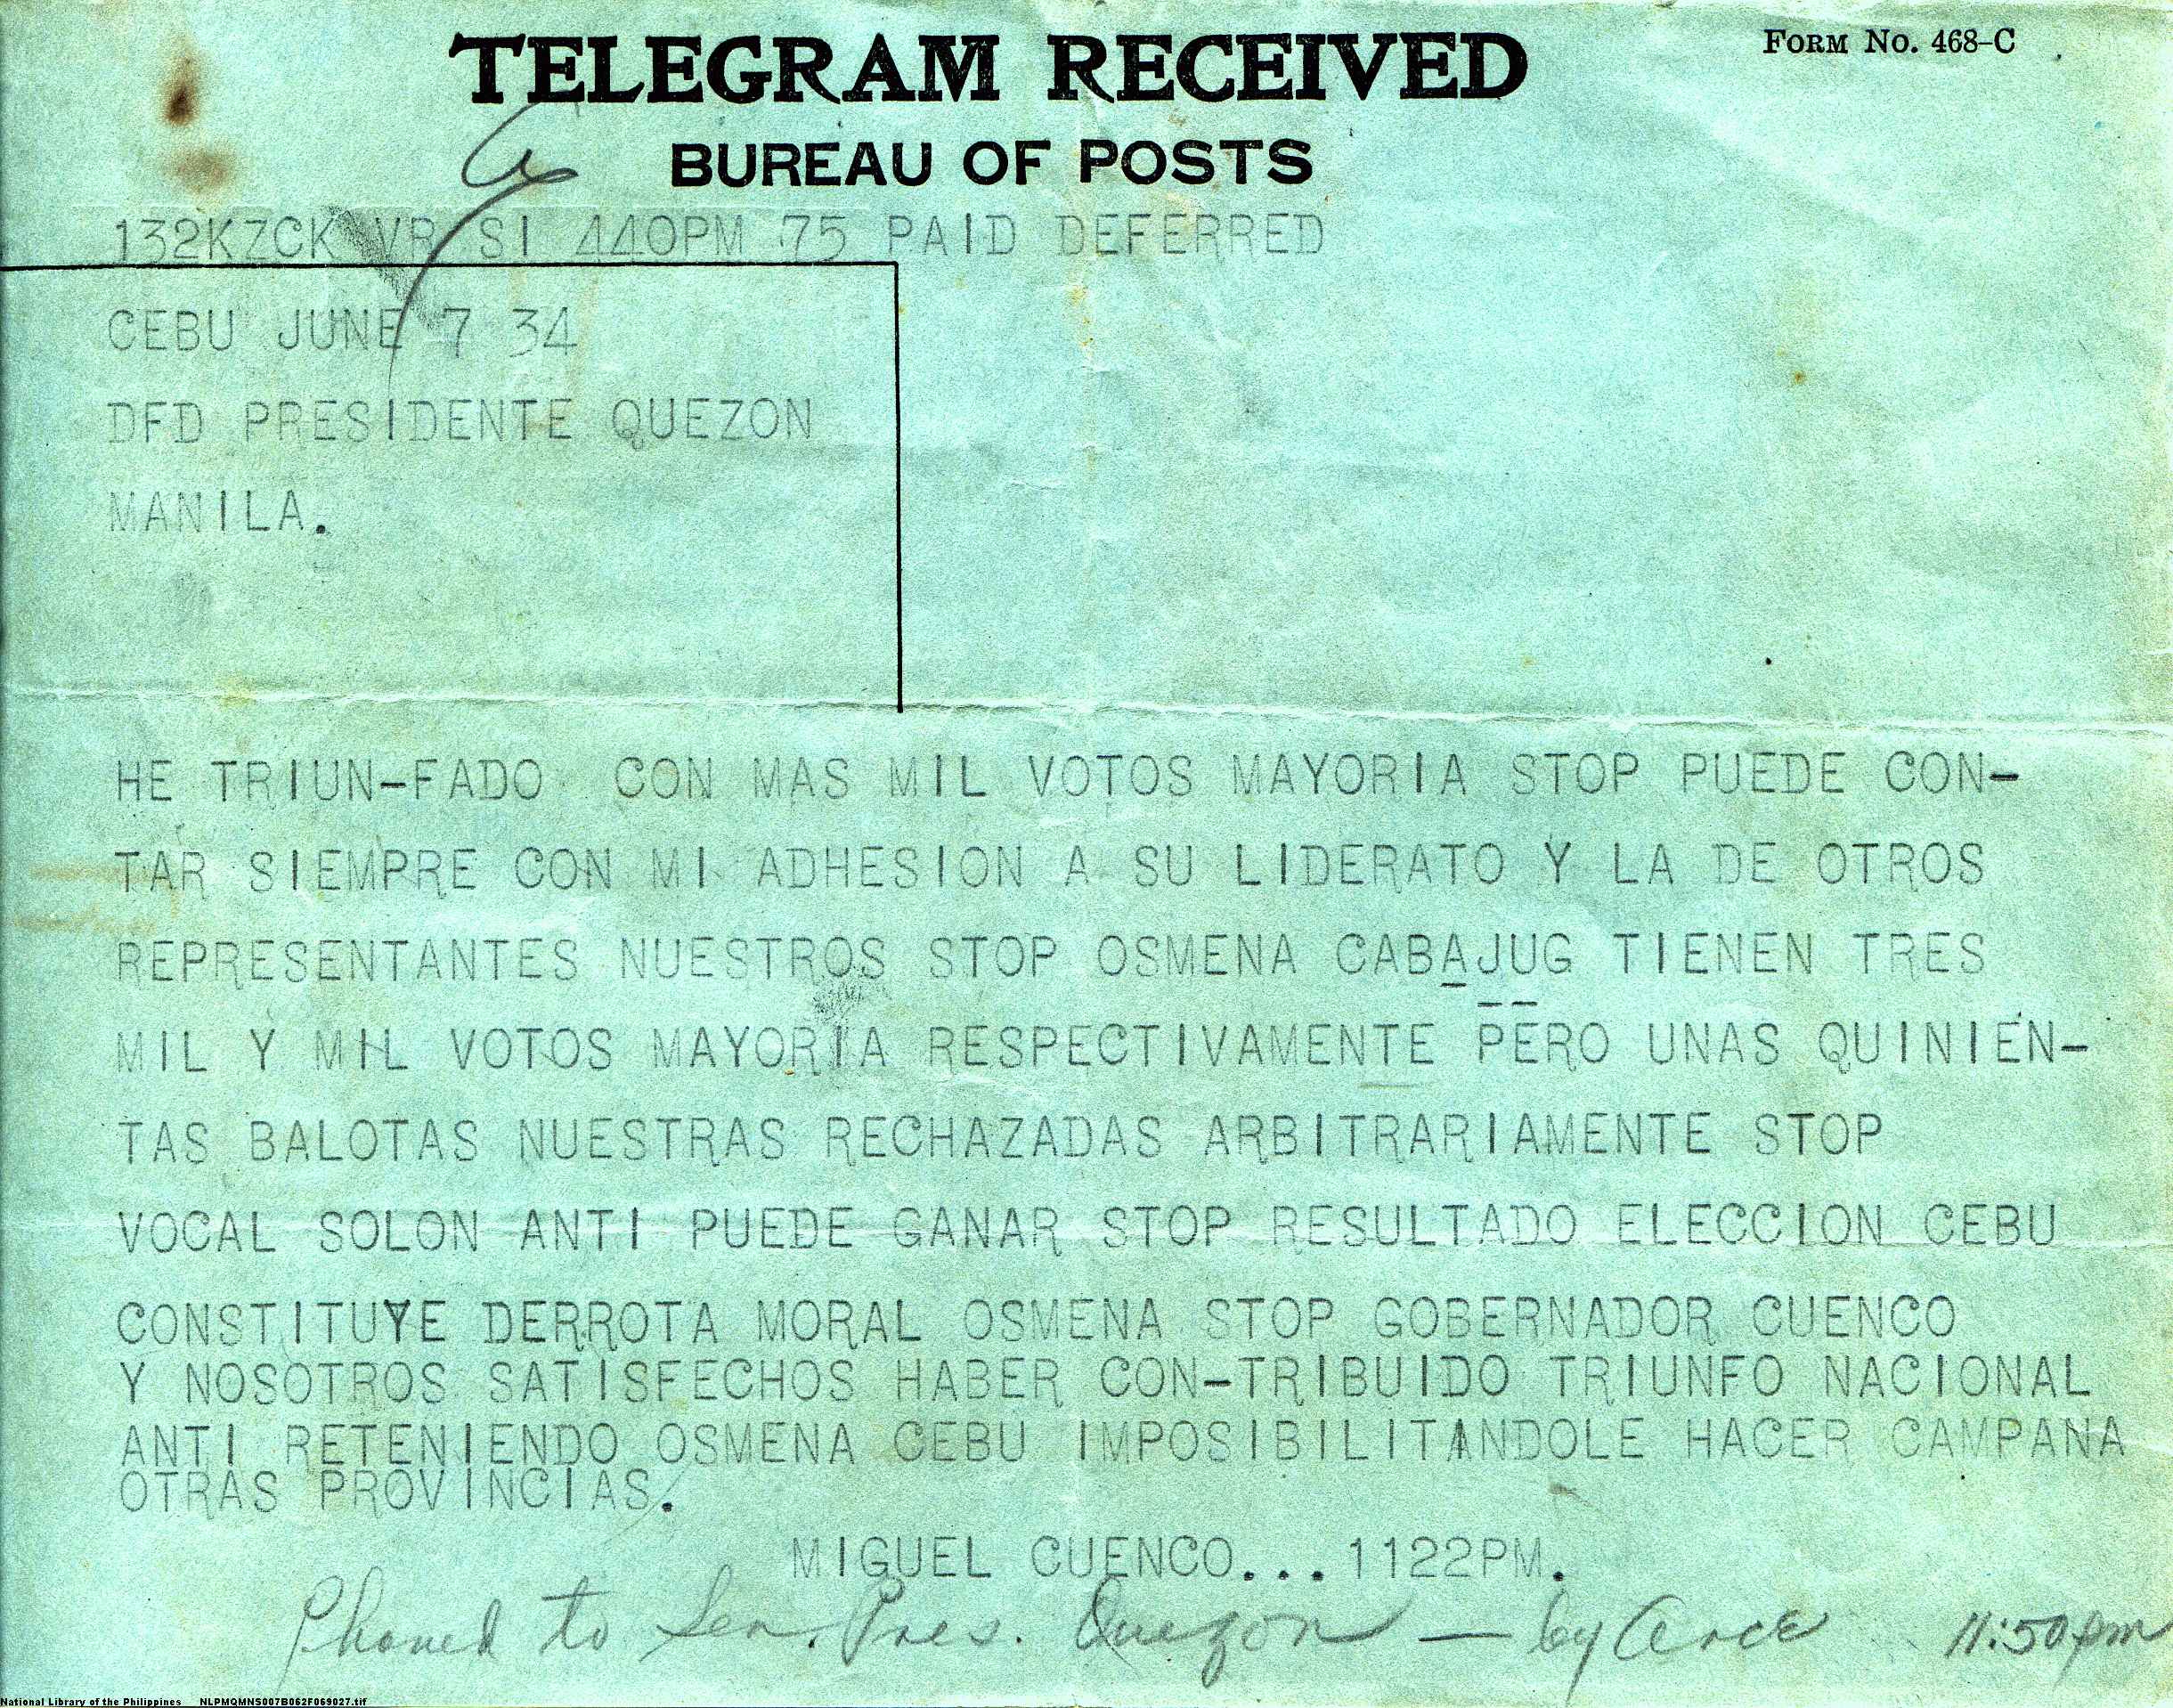 FORM NO. 468-C
TELEGRAM RECEIVED
BUREAU OF POSTS
132KZCK VR SI 440PM 75 PAID DEFERRED
CEBU JUNE 7 34
DFD PRESIDENTE QUEZON
MANILA.
HE TRIUN-FADO CON MAS MIL VOTOS MAYORIA STOP PUEDE CON-
TAR SIEMPRE CON MI ADHESION A SU LIDERATO Y LA DE OTROS
REPRESENTANTES NUESTROS STOP OSMENA CABAJUG TIENEN TRES
MIL Y MIL VOTOS MAYORIA RESPECTIVAMENTE PERO UNAS QUINIEN-
TAS BALOTAS NUESTRAS RECHAZADAS ARBITRARIAMENTE STOP
VOCAL SOLON ANTI PUEDE GANAR STOP RESULTADO ELECCION CEBU
CONSTITUYE DERROTA MORAL OSMENA STOP GOBERNADOR CUENCO
Y NOSOTROS SATISFECHOS HABER CON-TRIBUIDO TRIUNFO NACIONAL
ANTI RETENIENDO OSMENA CEBU IMPOSIBILITANDOLE HACER CAMPANA
OTRAS PROVINCIAS.
MIGUEL CUENCO...1122PM.
Phoned to Sen. Pres. Quezon — by Arce 11:50 pm
National Library of the Philippines NLPMQMNS007B062F069027.tif